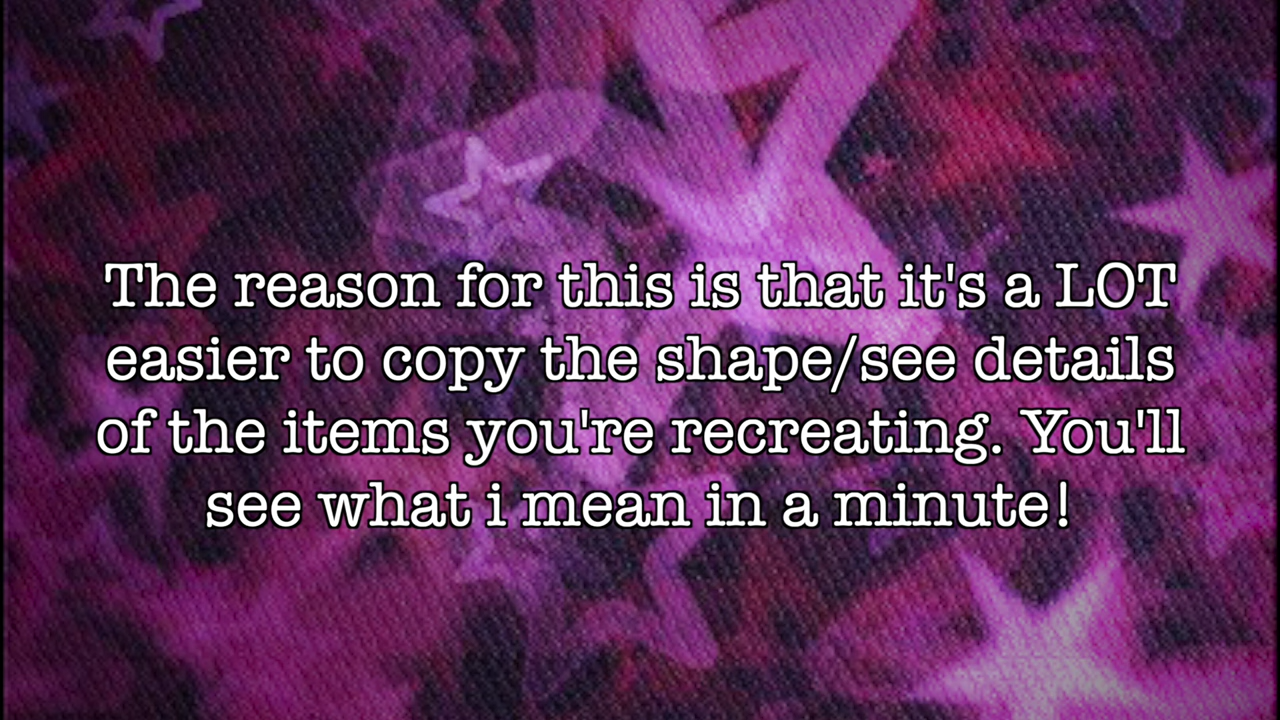 The reason for this is that it's a LOT
easier to copy the shape/see details
of the items you're recreating. You'll
see what i mean in a minute!